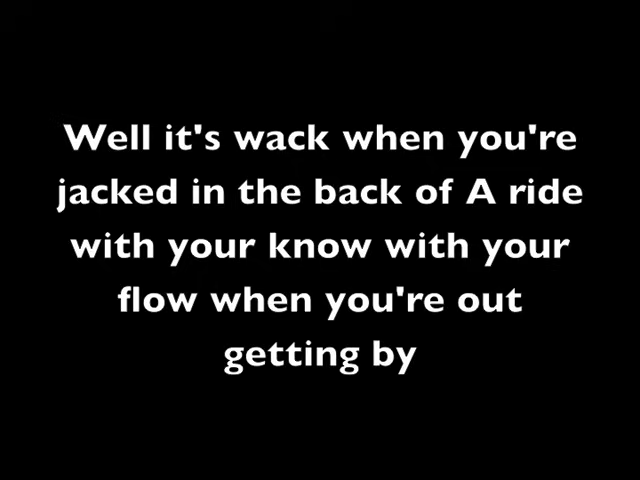 Well it's wack when you're
jacked in the back of A ride
with your know with your
flow when you're out
getting by